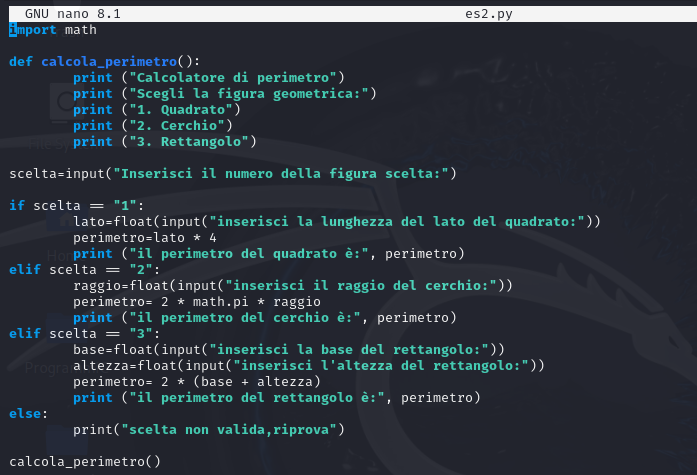 GNU nano 8.1 es2.py
import math
def calcola_perimetro():
print ("Calcolatore di perimetro")
print ("Scegli la figura geometrica:")
print ("1. Quadrato")
print ("2. Cerchio")
print ("3. Rettangolo")
scelta=input("Inserisci il numero della figura scelta:")
if scelta == "1":
lato=float(input("inserisci la lunghezza del lato del quadrato:"))
perimetro=lato * 4
print ("il perimetro del quadrato è:", perimetro)
elif scelta == "2":
raggio=float(input("inserisci il raggio del cerchio:"))
perimetro= 2 * math.pi * raggio
print ("il perimetro del cerchio è:", perimetro)
elif scelta == "3":
base=float(input("inserisci la base del rettangolo:"))
altezza=float(input("inserisci l'altezza del rettangolo:"))
perimetro= 2 * (base + altezza)
print ("il perimetro del rettangolo è:", perimetro)
else:
print("scelta non valida,riprova")
calcola_perimetro()